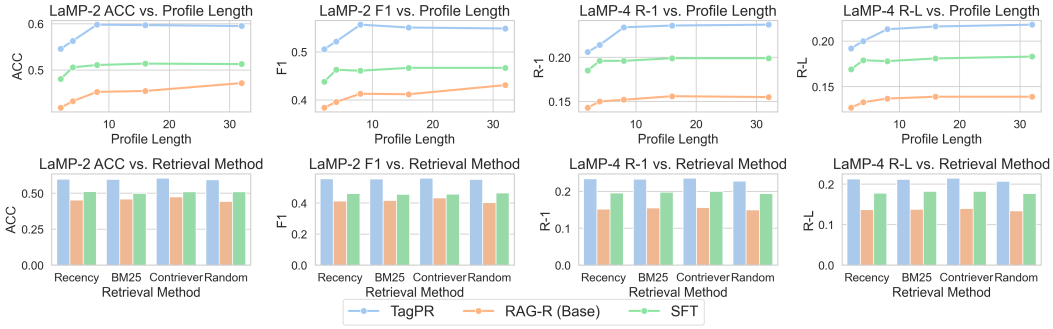 LaMP-2 ACC vs. Profile Length
ACC
0.6
0.5
10
20
30
Profile Length
LaMP-2 F1 vs. Profile Length
F1
0.5
0.4
10
20
30
Profile Length
LaMP-4 R-1 vs. Profile Length
R-1
0.20
0.15
10
20
30
Profile Length
LaMP-4 R-L vs. Profile Length
R-L
0.20
0.15
10
20
30
Profile Length
LaMP-2 ACC vs. Retrieval Method
ACC
0.50
0.25
0.00
Recency BM25 Contriever Random
Retrieval Method
LaMP-2 F1 vs. Retrieval Method
F1
0.4
0.2
0.0
Recency BM25 Contriever Random
Retrieval Method
LaMP-4 R-1 vs. Retrieval Method
R-1
0.2
0.1
0.0
Recency BM25 Contriever Random
Retrieval Method
LaMP-4 R-L vs. Retrieval Method
R-L
0.2
0.1
0.0
Recency BM25 Contriever Random
Retrieval Method
TagPR RAG-R (Base) SFT